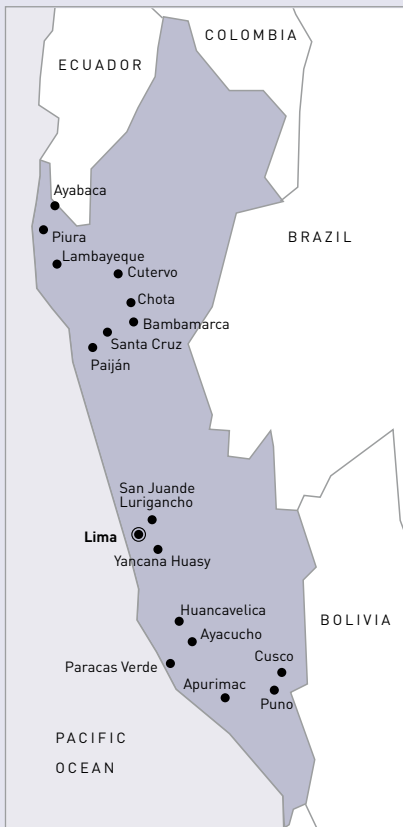 COLOMBIA
ECUADOR
Ayabaca
Piura
BRAZIL
Lambayeque
Cutervo
Chota
Bambamarca
Santa Cruz
Paiján
San Juande
Lurigancho
Lima
Yancana Huasy
Huancavelica
BOLIVIA
Ayacucho
Cusco
Paracas Verde
Apurimac
Puno
PACIFIC
OCEAN